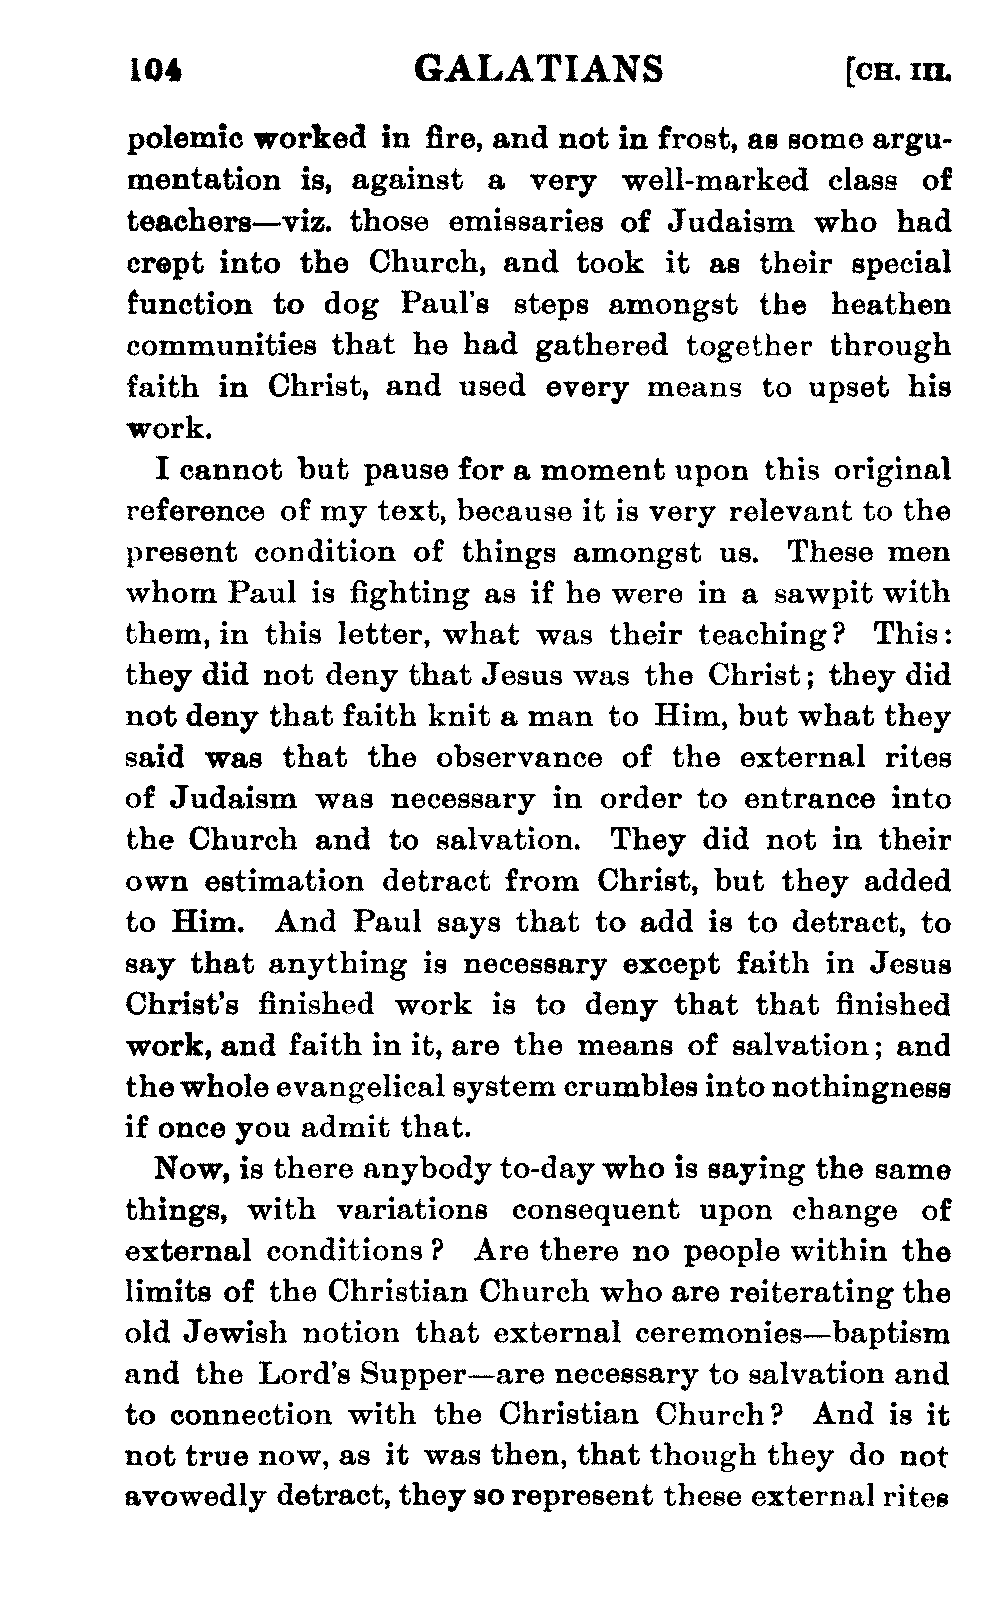 104 GALATIANS [CH. III.
polemic worked in fire, and not in frost, as some argu-
mentation is, against a very well-marked class of
teachers—viz. those emissaries of Judaism who had
crept into the Church, and took it as their special
function to dog Paul's steps amongst the heathen
communities that he had gathered together through
faith in Christ, and used every means to upset his
work.
I cannot but pause for a moment upon this original
reference of my text, because it is very relevant to the
present condition of things amongst us. These men
whom Paul is fighting as if he were in a sawpit with
them, in this letter, what was their teaching? This:
they did not deny that Jesus was the Christ; they did
not deny that faith knit a man to Him, but what they
said was that the observance of the external rites
of Judaism was necessary in order to entrance into
the Church and to salvation. They did not in their
own estimation detract from Christ, but they added
to Him. And Paul says that to add is to detract, to
say that anything is necessary except faith in Jesus
Christ's finished work is to deny that that finished
work, and faith in it, are the means of salvation; and
the whole evangelical system crumbles into nothingness
if once you admit that.
Now, is there anybody to-day who is saying the same
things, with variations consequent upon change of
external conditions? Are there no people within the
limits of the Christian Church who are reiterating the
old Jewish notion that external ceremonies—baptism
and the Lord's Supper—are necessary to salvation and
to connection with the Christian Church? And is it
not true now, as it was then, that though they do not
avowedly detract, they so represent these external rites